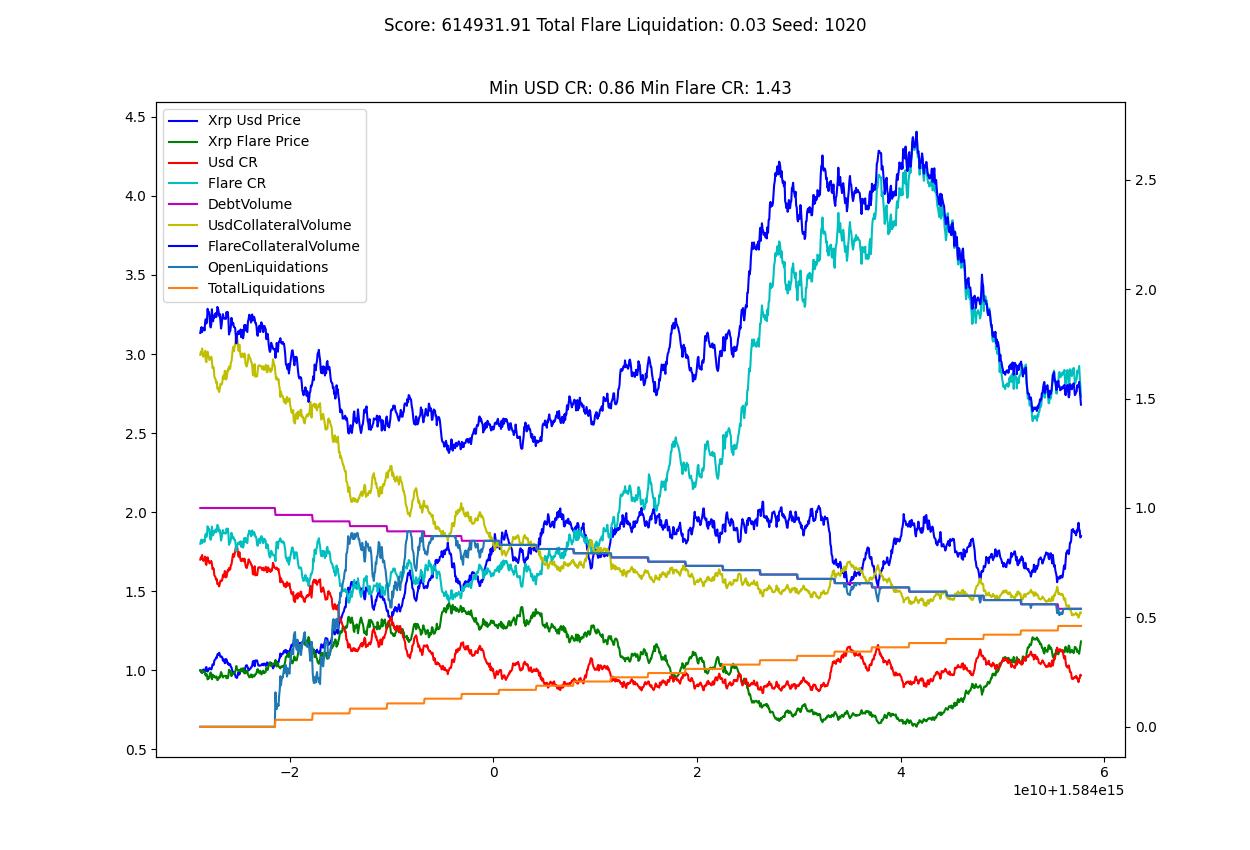 Score: 614931.91 Total Flare Liquidation: 0.03 Seed: 1020
Min USD CR: 0.86 Min Flare CR: 1.43
Xrp Usd Price
Xrp Flare Price
Usd CR
Flare CR
DebtVolume
UsdCollateralVolume
FlareCollateralVolume
OpenLiquidations
TotalLiquidations
4.5
4.0
3.5
3.0
2.5
2.0
1.5
1.0
0.5
2.5
2.0
1.5
1.0
0.5
0.0
−2 0 2 4 6
1e10+1.584e15